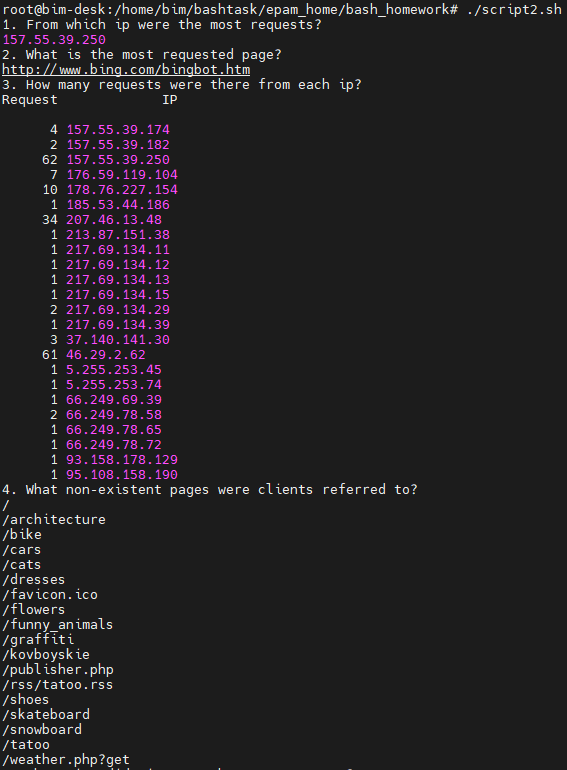 root@bim-desk:/home/bim/bashtask/epam_home/bash_homework# ./script2.sh
1. From which ip were the most requests?
157.55.39.250
2. What is the most requested page?
http://www.bing.com/bingbot.htm
3. How many requests were there from each ip?
Request             IP
4 157.55.39.174
2 157.55.39.182
62 157.55.39.250
7 176.59.119.104
10 178.76.227.154
1 185.53.44.186
34 207.46.13.48
1 213.87.151.38
1 217.69.134.11
1 217.69.134.12
1 217.69.134.13
1 217.69.134.15
2 217.69.134.29
1 217.69.134.39
3 37.140.141.30
61 46.29.2.62
1 5.255.253.45
1 5.255.253.74
1 66.249.69.39
2 66.249.78.58
1 66.249.78.65
1 66.249.78.72
1 93.158.178.129
1 95.108.158.190
4. What non-existent pages were clients referred to?
/
/architecture
/bike
/cars
/cats
/dresses
/favicon.ico
/flowers
/funny_animals
/graffiti
/kovboyskie
/publisher.php
/rss/tatoo.rss
/shoes
/skateboard
/snowboard
/tatoo
/weather.php?get